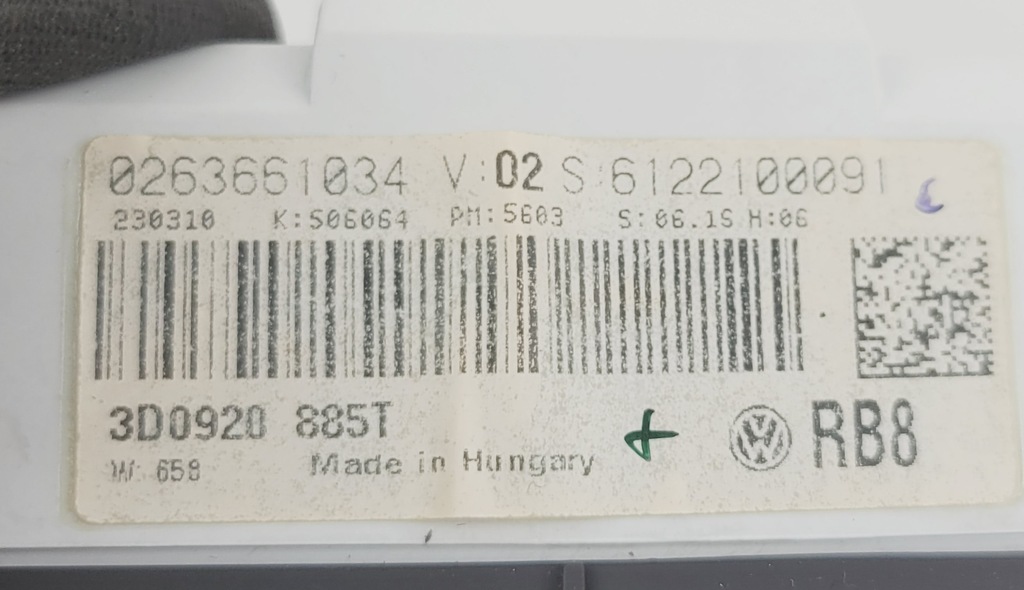 0263661034 V:02 S:6122100091
230310 K:506064 PM:5603 S:06.15 H:06
3D0920 885T RB8
W: 658 Made in Hungary